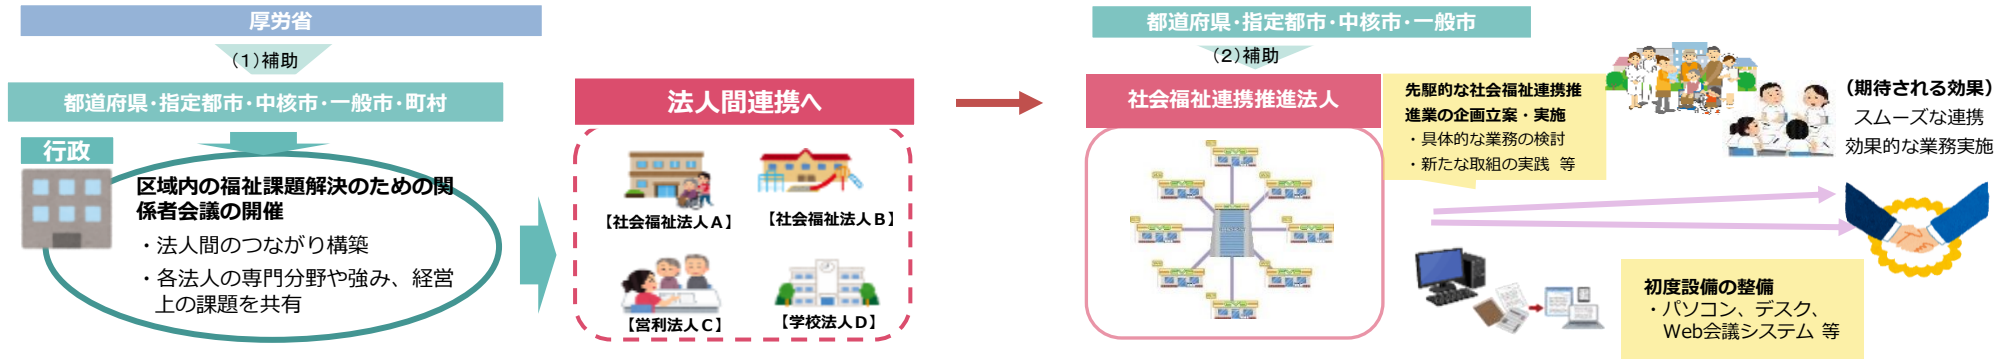 厚労省
（１）補助
都道府県・指定都市・中核市・一般市・町村
行政
区域内の福祉課題解決のための関
係者会議の開催
・法人間のつながり構築
・各法人の専門分野や強み、経営
上の課題を共有
法人間連携へ
【社会福祉法人Ａ】
【社会福祉法人Ｂ】
【営利法人Ｃ】
【学校法人Ｄ】
都道府県・指定都市・中核市・一般市
（２）補助
社会福祉連携推進法人
先駆的な社会福祉連携推
進業の企画立案・実施
・具体的な業務の検討
・新たな取組の実践 等
（期待される効果）
スムーズな連携
効果的な業務実施
初度設備の整備
・パソコン、デスク、
Web会議システム 等